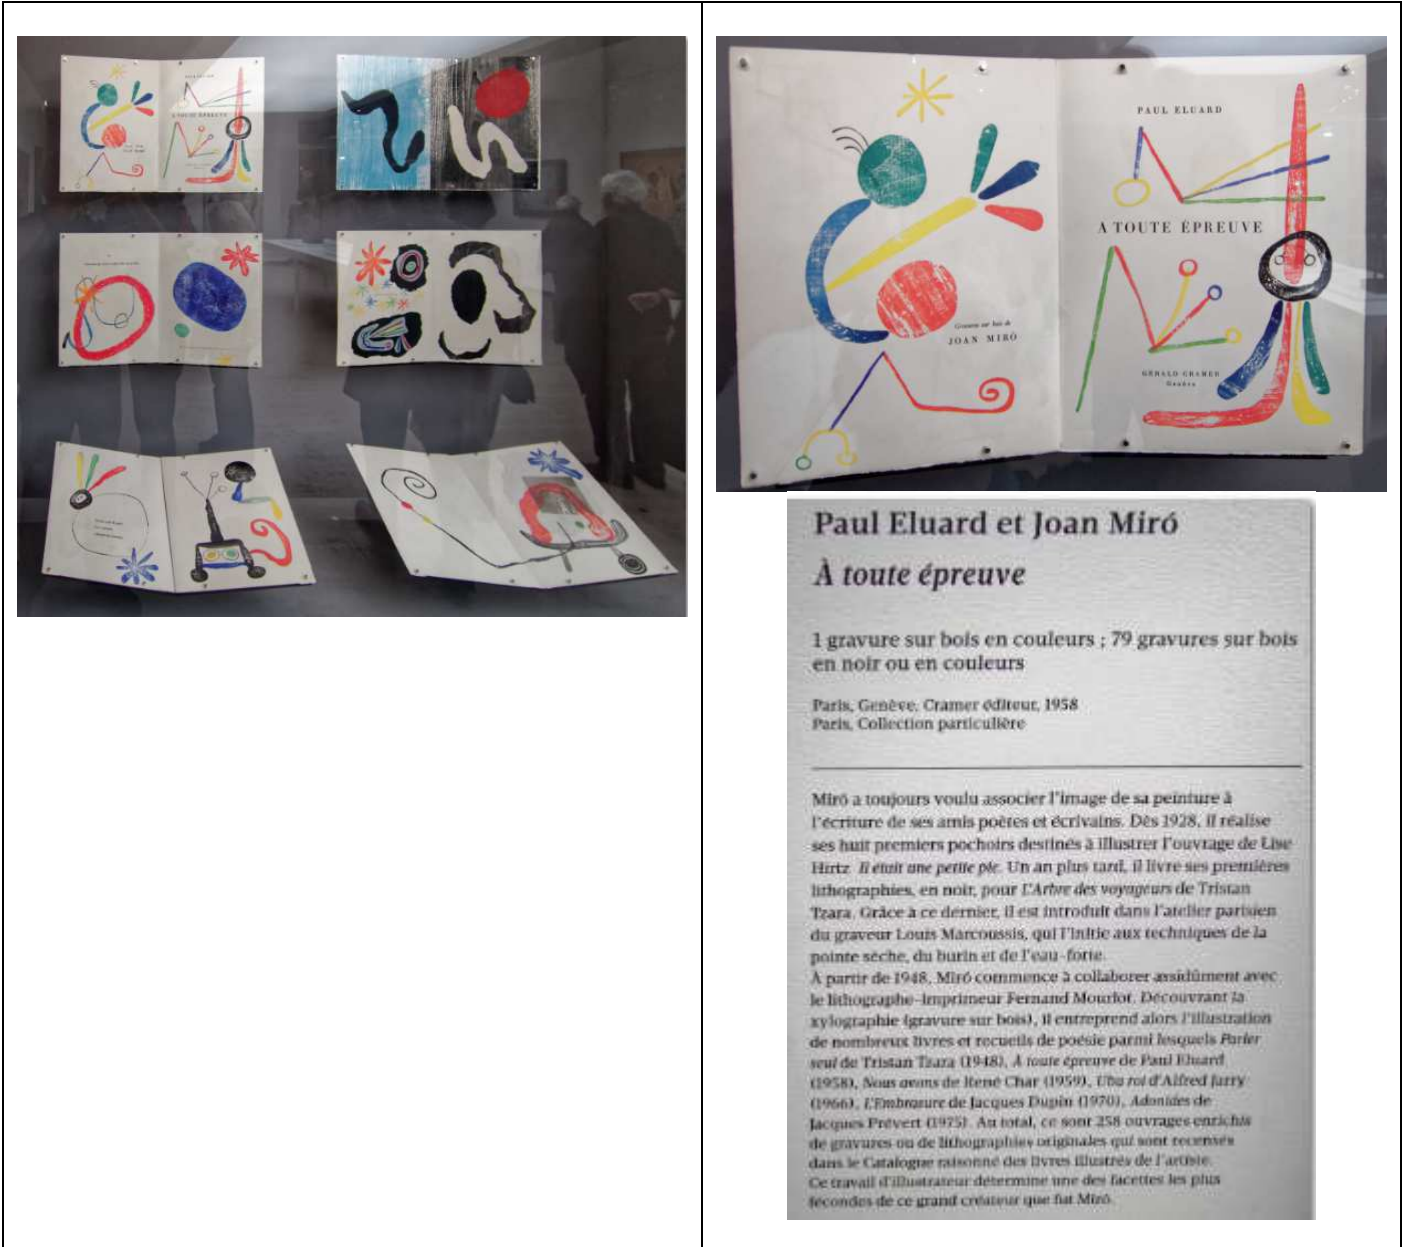 PAUL ELUARD
A TOUTE ÉPREUVE
Gravures sur bois de
JOAN MIRÓ
GÉRALD CRAMER
Genève
Paul Eluard et Joan Miró
À toute épreuve
1 gravure sur bois en couleurs ; 79 gravures sur bois
en noir ou en couleurs
Paris, Genève, Cramer éditeur, 1958
Paris, Collection particulière
Miró a toujours voulu associer l'image de sa peinture à
l'écriture de ses amis poètes et écrivains. Dès 1928, il réalise
ses huit premiers pochoirs destinés à illustrer l'ouvrage de Lise
Hirtz Il était une petite pie. Un an plus tard, il livre ses premières
lithographies, en noir, pour L'Arbre des voyageurs de Tristan
Tzara. Grâce à ce dernier, il est introduit dans l'atelier parisien
du graveur Louis Marcoussis, qui l'initie aux techniques de la
pointe sèche, du burin et de l'eau-forte.
À partir de 1948, Miró commence à collaborer assidûment avec
le lithographe-imprimeur Fernand Mourlot. Découvrant la
xylographie (gravure sur bois), il entreprend alors l'illustration
de nombreux livres et recueils de poésie parmi lesquels Parler
seul de Tristan Tzara (1948), À toute épreuve de Paul Eluard
(1958), Nous avons de René Char (1959), Ubu roi d'Alfred Jarry
(1966), L'Embrasure de Jacques Dupin (1970), Adonides de
Jacques Prévert (1975). Au total, ce sont 258 ouvrages enrichis
de gravures ou de lithographies originales qui sont recensés
dans le Catalogue raisonné des livres illustrés de l'artiste.
Ce travail d'illustrateur détermine une des facettes les plus
fécondes de ce grand créateur que fut Miró.